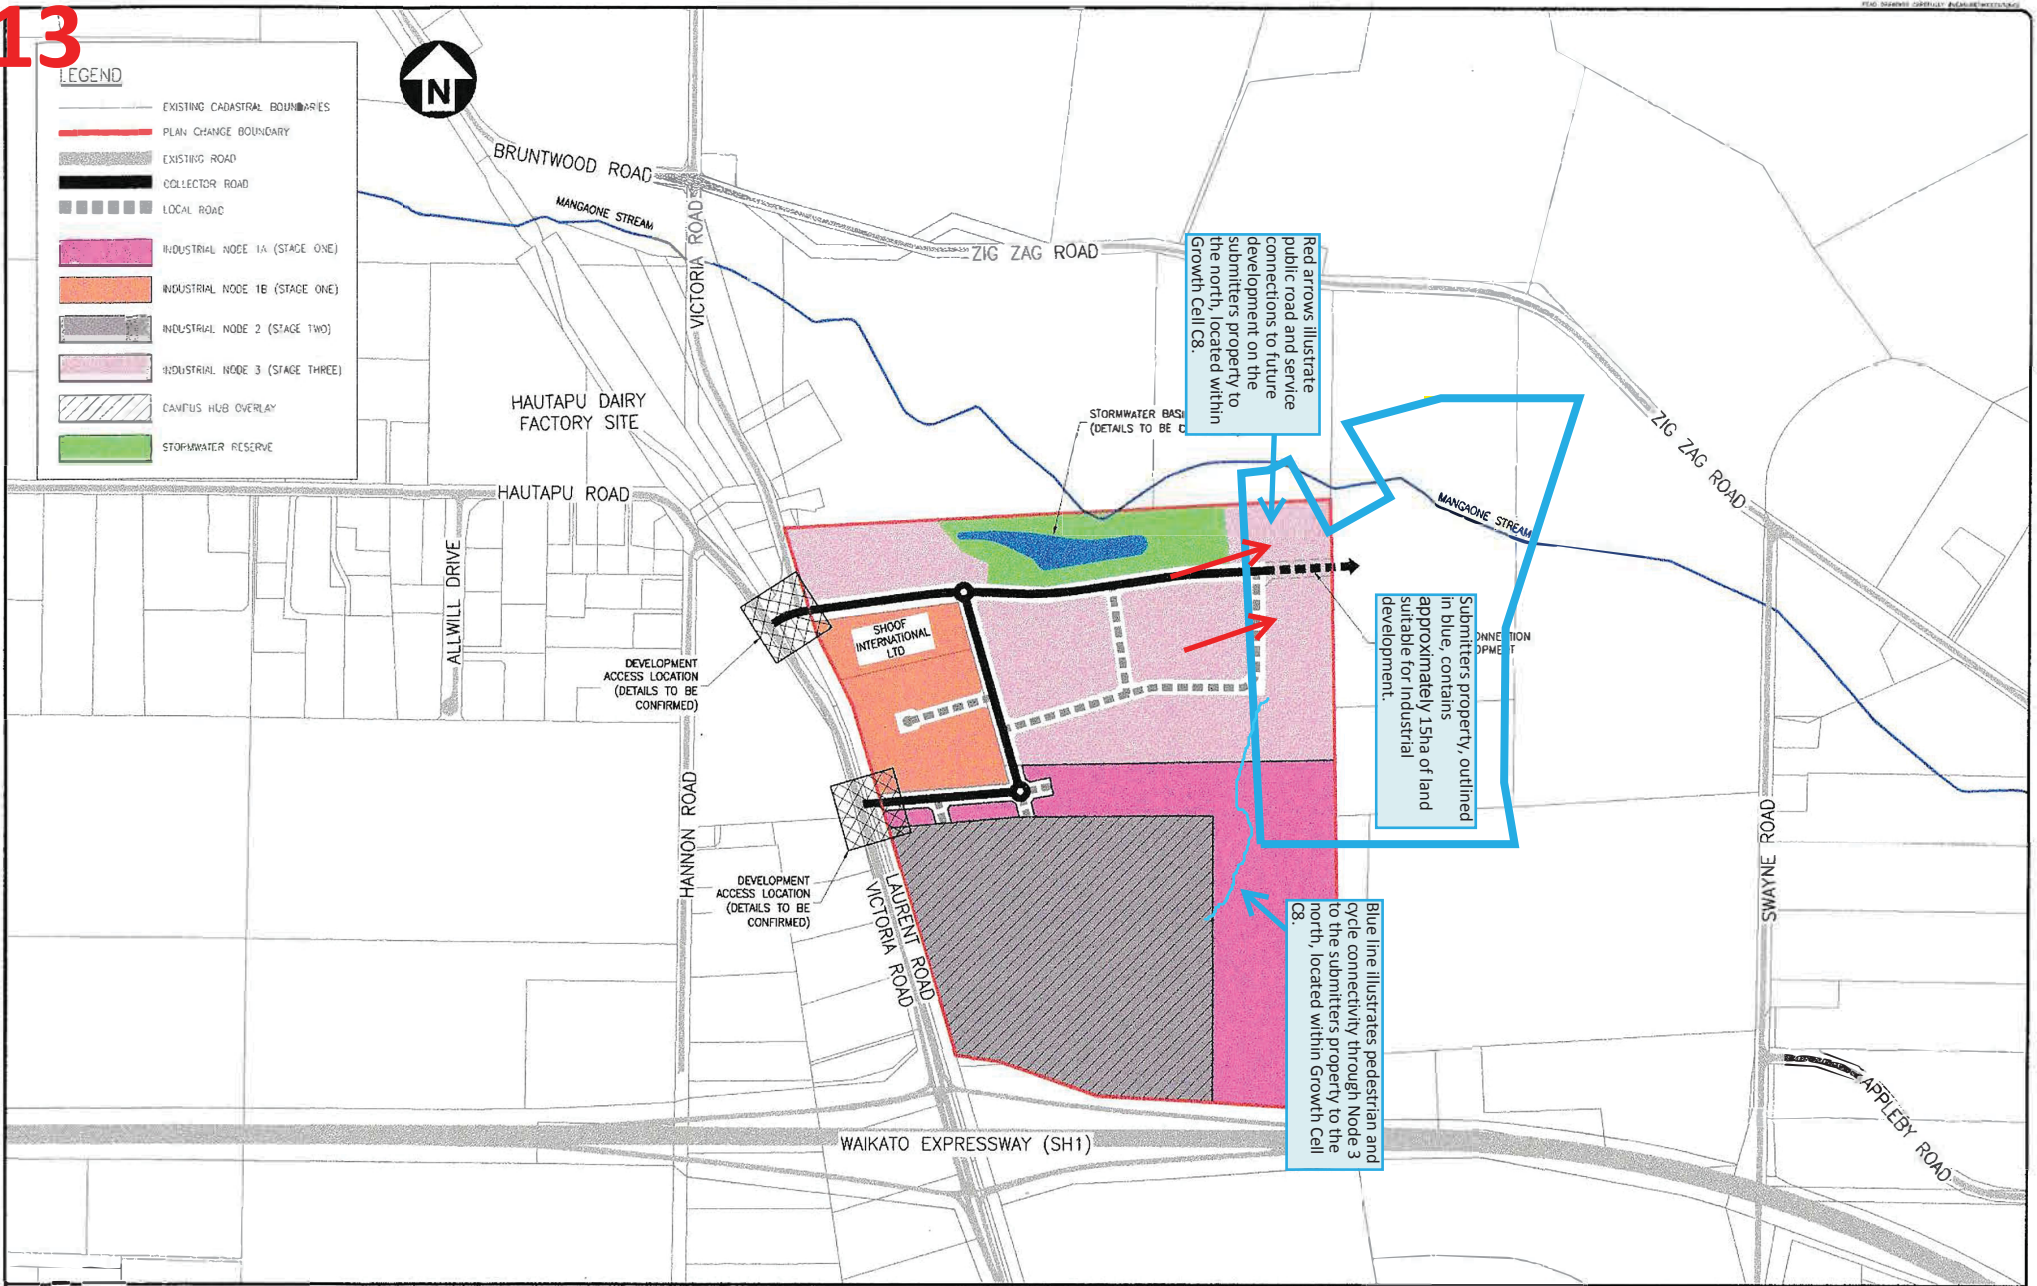 READ DRAWINGS CAREFULLY
13
LEGEND
EXISTING CADASTRAL BOUNDARIES
PLAN CHANGE BOUNDARY
EXISTING ROAD
COLLECTOR ROAD
LOCAL ROAD
INDUSTRIAL NODE 1A (STAGE ONE)
INDUSTRIAL NODE 1B (STAGE ONE)
INDUSTRIAL NODE 2 (STAGE TWO)
INDUSTRIAL NODE 3 (STAGE THREE)
CAMPUS HUB OVERLAY
STORMWATER RESERVE
N
BRUNTWOOD ROAD
MANGAONE STREAM
VICTORIA ROAD
ZIG ZAG ROAD
Red arrows illustrate
public road and service
connections to future
development on the
submitters property to
the north, located within
Growth Cell C8.
HAUTAPU DAIRY
FACTORY SITE
STORMWATER
(DETAILS TO BE
ZIG ZAG ROAD
HAUTAPU ROAD
MANGAONE STREAM
ALLWILL DRIVE
SHOOF
INTERNATIONAL
LTD
Submitters property, outlined
in blue, contains
approximately 15ha of land
suitable for Industrial
development.
DEVELOPMENT
ACCESS LOCATION
(DETAILS TO BE
CONFIRMED)
HANNON ROAD
SWAYNE ROAD
DEVELOPMENT
ACCESS LOCATION
(DETAILS TO BE
CONFIRMED)
LAURENT ROAD
VICTORIA ROAD
Blue line illustrates pedestrian and
cycle connectivity through Node 3
to the submitters property to the
north, located within Growth Cell
C8.
APPLEBY ROAD
WAIKATO EXPRESSWAY (SH1)